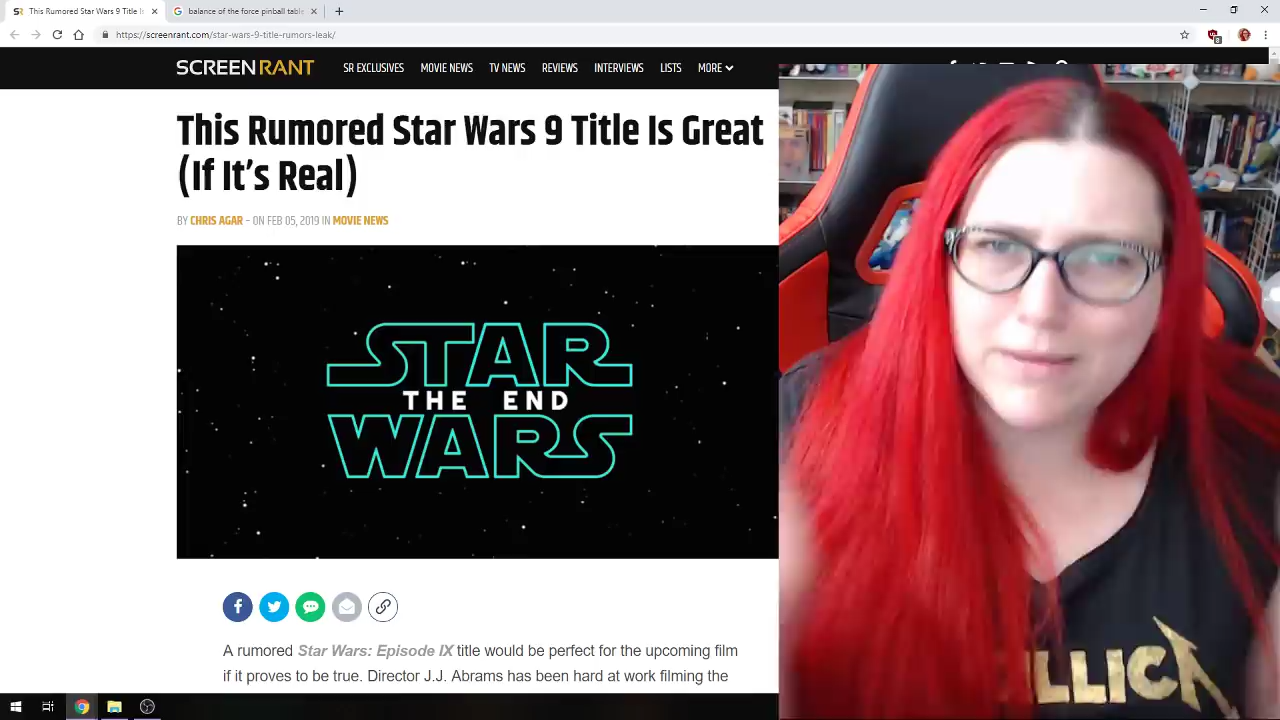 This Rumored Star Wars 9 Title Is
balance of the force pinball table
https://screenrant.com/star-wars-9-title-rumors-leak/
8
SCREENRANT
SR EXCLUSIVES MOVIE NEWS TV NEWS REVIEWS INTERVIEWS LISTS MORE
This Rumored Star Wars 9 Title Is Great
(If It's Real)
BY CHRIS AGAR - ON FEB 05, 2019 IN MOVIE NEWS
STAR
THE END
WARS
A rumored Star Wars: Episode IX title would be perfect for the upcoming film
if it proves to be true. Director J.J. Abrams has been hard at work filming the
LLICA